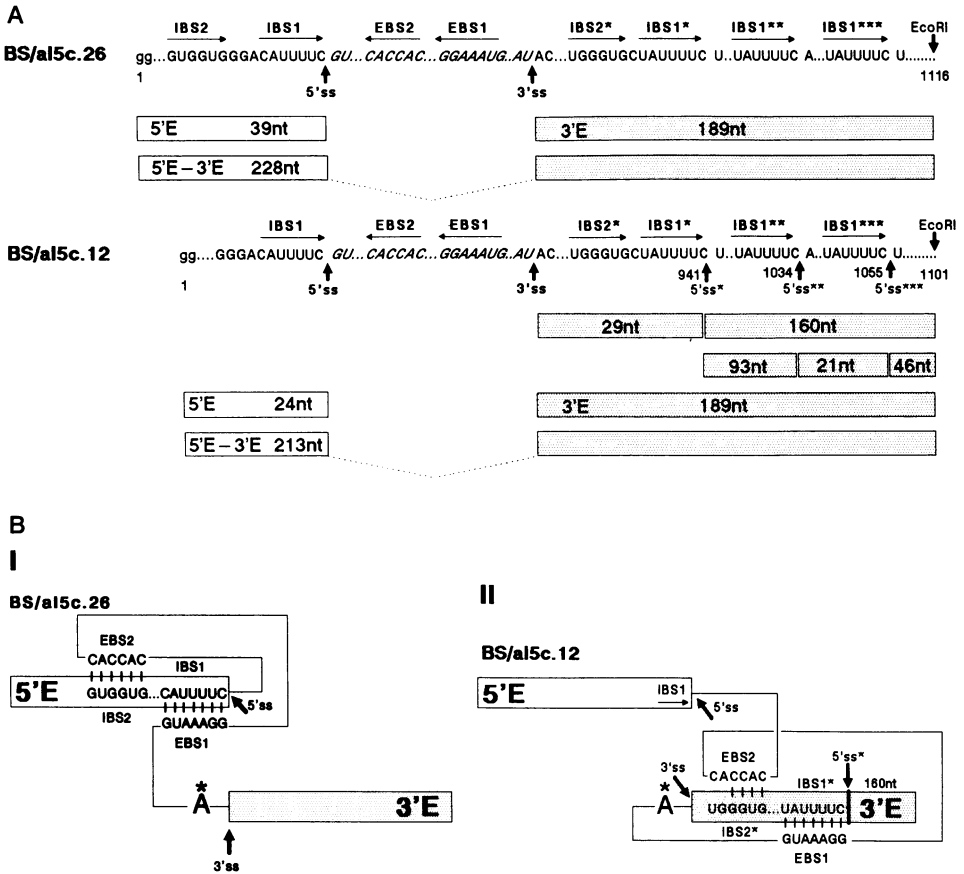 A
IBS2 IBS1 EBS2 EBS1 IBS2* IBS1* IBS1** IBS1*** EcoRI
BS/aI5c.26 gg...GUGGUGGGACAUUUUC GU...CACCAC...GGAAAUG..AU AC...UGGGUGCUAUUUUC U..UAUUUUC A...UAUUUUC U.........
1 5'ss 3'ss 1116
5'E 39nt 3'E 189nt
5'E – 3'E 228nt
IBS1 EBS2 EBS1 IBS2* IBS1* IBS1** IBS1*** EcoRI
BS/aI5c.12 gg....GGGACAUUUUC GU...CACCAC...GGAAAUG..AU AC...UGGGUGCUAUUUUC U..UAUUUUC A..UAUUUUC U.........
1 5'ss 3'ss 941 5'ss* 1034 5'ss** 1055 5'ss*** 1101
29nt 160nt
93nt 21nt 46nt
5'E 24nt 3'E 189nt
5'E – 3'E 213nt
B
I
BS/aI5c.26
EBS2
CACCAC IBS1
5'E GUGGUG...CAUUUUC 5'ss
IBS2 GUAAAGG
EBS1
*
A 3'E
3'ss
II
BS/aI5c.12
5'E IBS1
5'ss
EBS2 5'ss*
3'ss CACCAC IBS1* 160nt
*
A UGGGUG...UAUUUUC 3'E
IBS2* GUAAAGG
EBS1